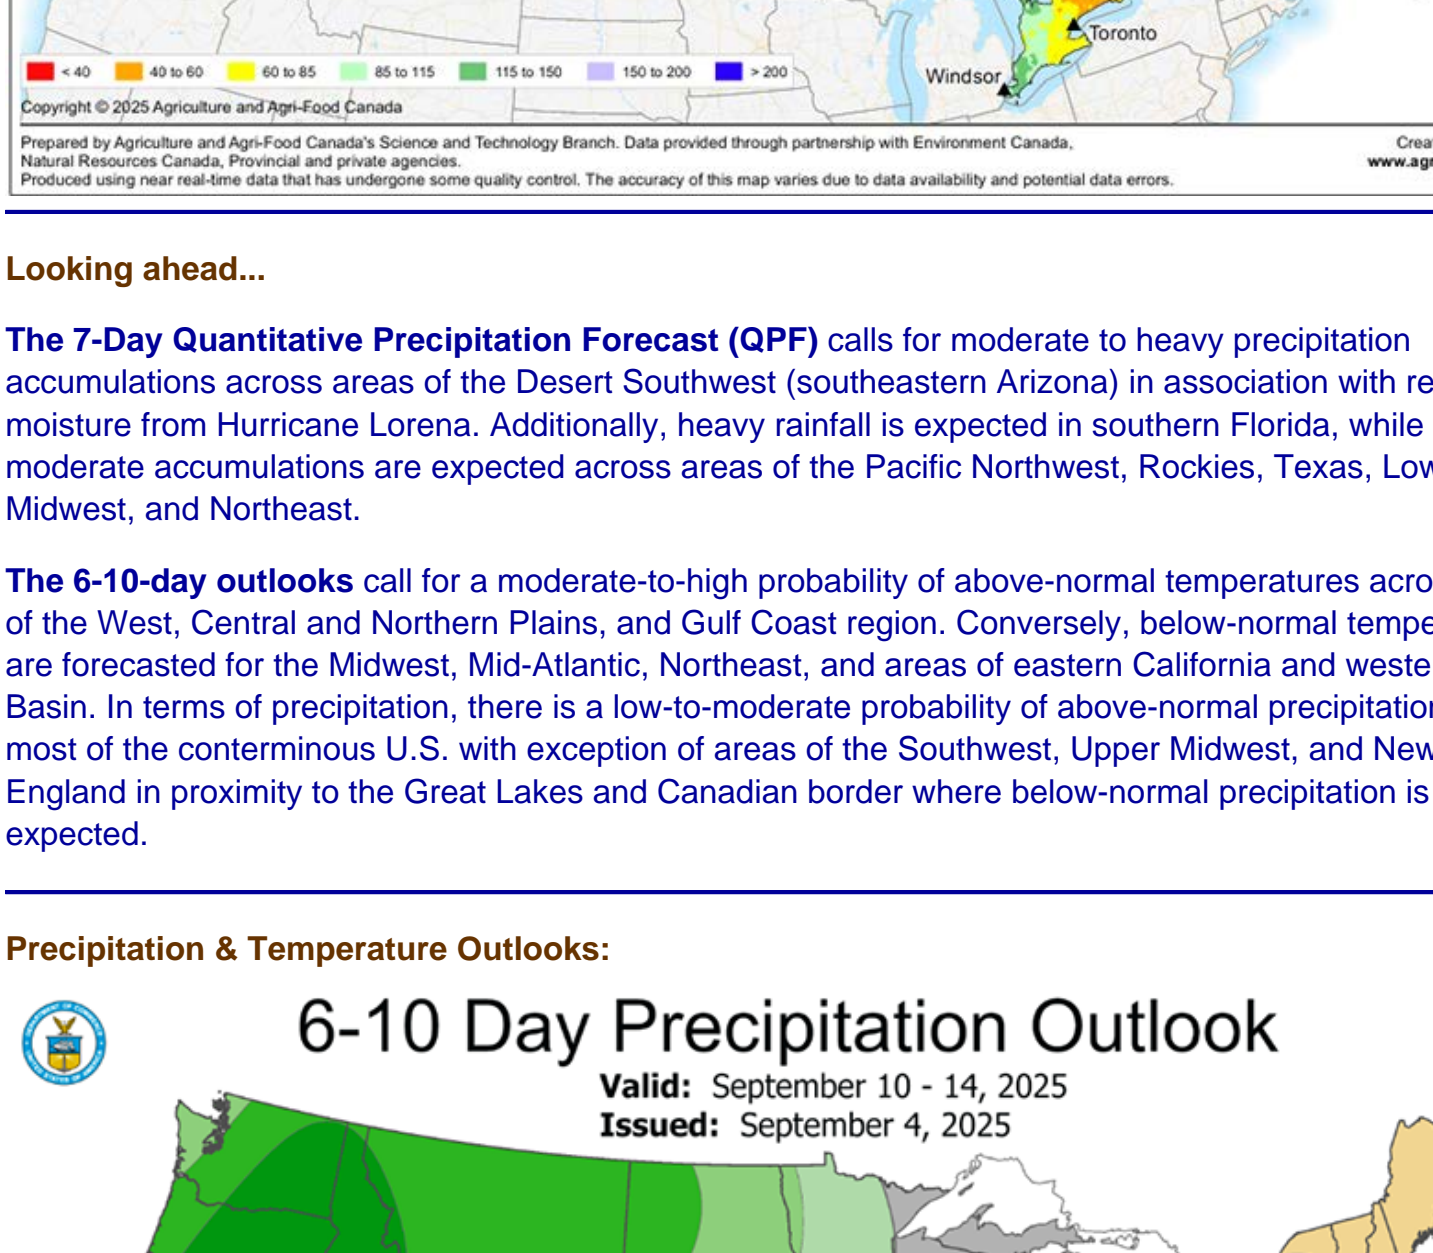 Toronto
Windsor
< 40 40 to 60 60 to 85 85 to 115 115 to 150 150 to 200 > 200
Copyright © 2025 Agriculture and Agri-Food Canada
Prepared by Agriculture and Agri-Food Canada's Science and Technology Branch. Data provided through partnership with Environment Canada,
Natural Resources Canada, Provincial and private agencies.
Produced using near real-time data that has undergone some quality control. The accuracy of this map varies due to data availability and potential data errors.
Crea
www.agr
Looking ahead...
The 7-Day Quantitative Precipitation Forecast (QPF) calls for moderate to heavy precipitation
accumulations across areas of the Desert Southwest (southeastern Arizona) in association with re
moisture from Hurricane Lorena. Additionally, heavy rainfall is expected in southern Florida, while
moderate accumulations are expected across areas of the Pacific Northwest, Rockies, Texas, Low
Midwest, and Northeast.
The 6-10-day outlooks call for a moderate-to-high probability of above-normal temperatures acro
of the West, Central and Northern Plains, and Gulf Coast region. Conversely, below-normal tempe
are forecasted for the Midwest, Mid-Atlantic, Northeast, and areas of eastern California and weste
Basin. In terms of precipitation, there is a low-to-moderate probability of above-normal precipitation
most of the conterminous U.S. with exception of areas of the Southwest, Upper Midwest, and New
England in proximity to the Great Lakes and Canadian border where below-normal precipitation is
expected.
Precipitation & Temperature Outlooks:
6-10 Day Precipitation Outlook
Valid: September 10 - 14, 2025
Issued: September 4, 2025